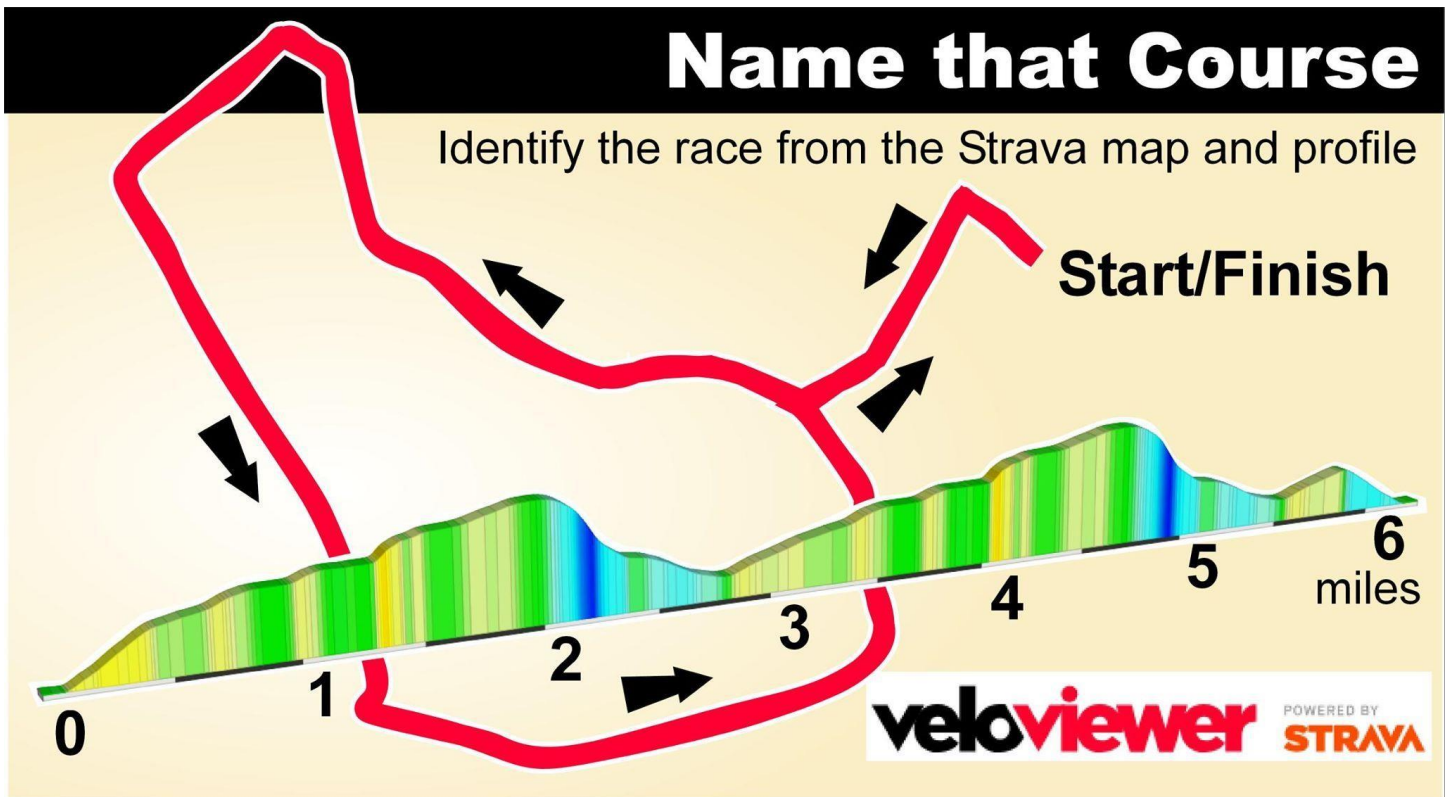 Name that Course
Identify the race from the Strava map and profile
Start/Finish
0
1
2
3
4
5
6
miles
veloviewer
POWERED BY
STRAVA